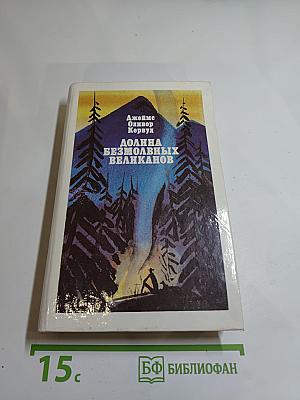 Джеймс
Оливер
Кервуд
ДОЛИНА
БЕЗМОЛВНЫХ
ВЕЛИКАНОВ
15с
БФ БИБЛИОФАН